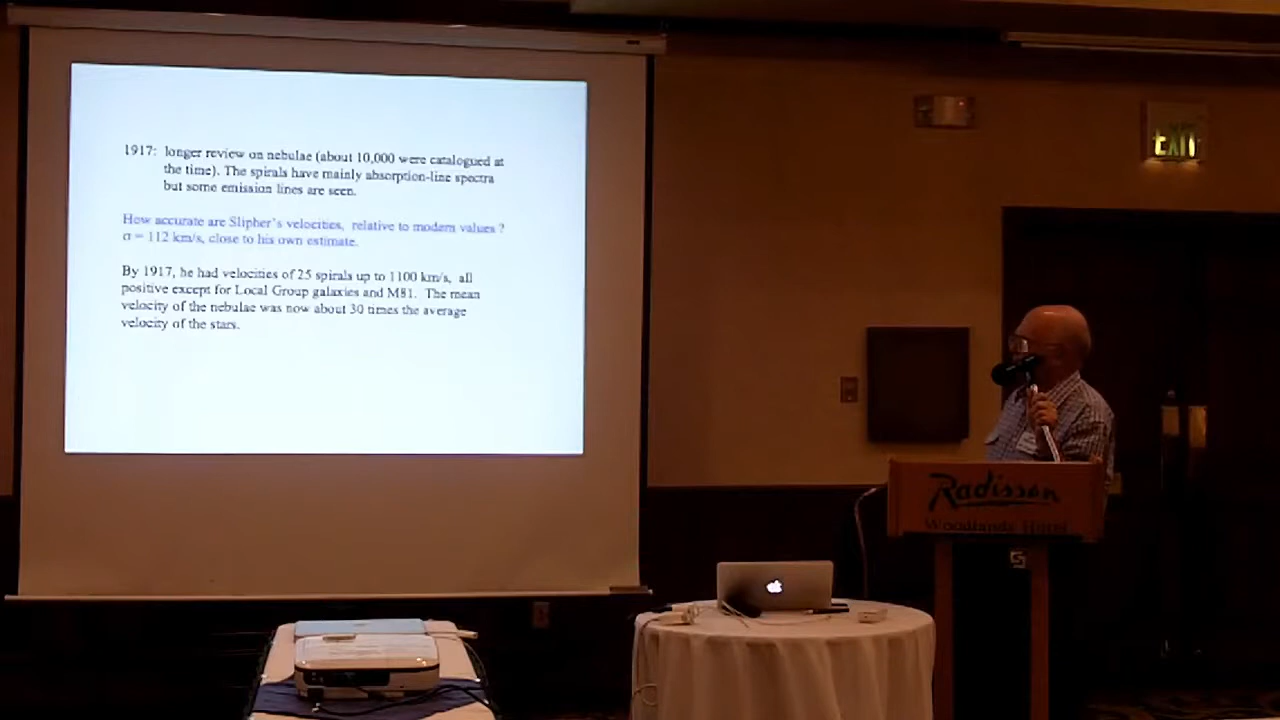 1917: longer review on nebulae (about 10,000 were catalogued at
the time). The spirals have mainly absorption-line spectra
but some emission lines are seen.
How accurate are Slipher's velocities, relative to modern values ?
σ = 112 km/s, close to his own estimate.
By 1917, he had velocities of 25 spirals up to 1100 km/s, all
positive except for Local Group galaxies and M81. The mean
velocity of the nebulae was now about 30 times the average
velocity of the stars.
EXIT
Radisson
Woodlands Hotel